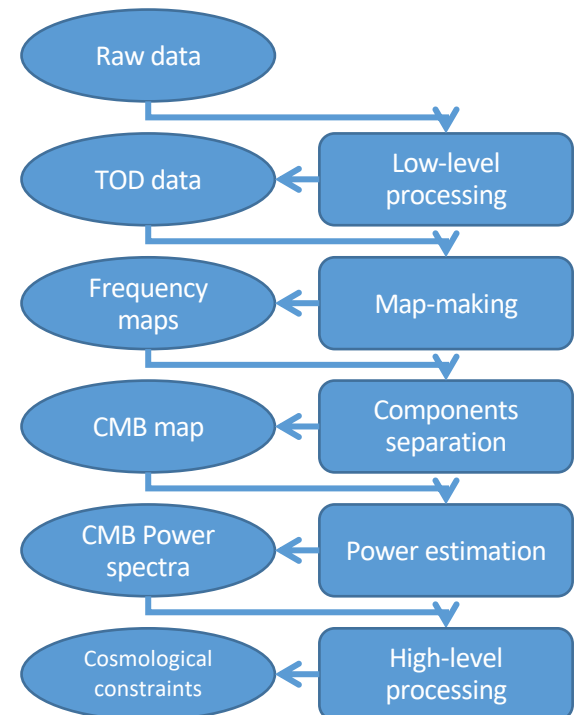 Raw data
Low-level
processing
TOD data
Map-making
Frequency
maps
Components
separation
CMB map
Power estimation
CMB Power
spectra
High-level
processing
Cosmological
constraints